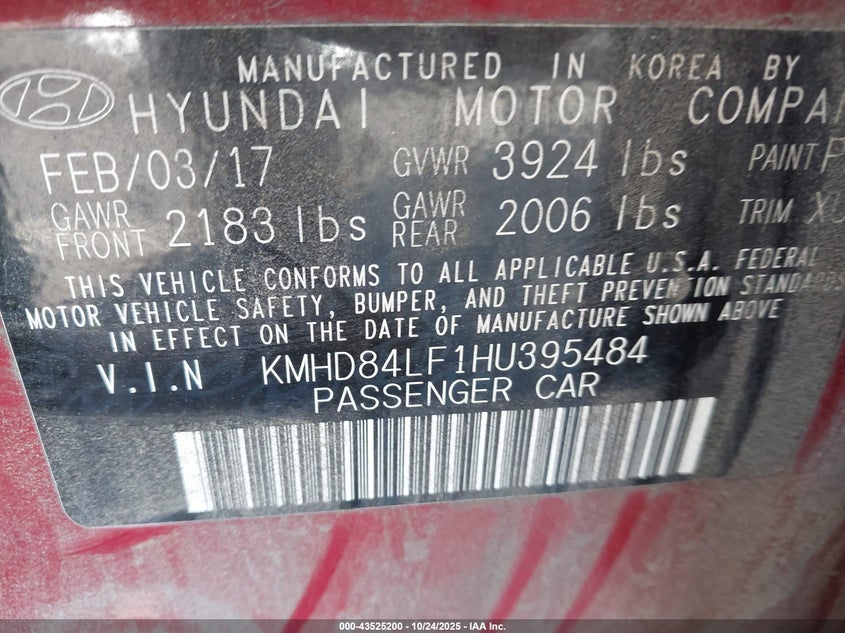 MANUFACTURED IN KOREA BY
HYUNDAI MOTOR
FEB/03/17 GVWR 3924 lbs PAINT
GAWR FRONT 2183 lbs GAWR REAR 2006 lbs TRIM
THIS VEHICLE CONFORMS TO ALL APPLICABLE U.S.A. FEDERAL
MOTOR VEHICLE SAFETY, BUMPER, AND THEFT PREVENTION
IN EFFECT ON THE DATE OF MANUFACTURE SHOWN ABOVE
V.I.N KMHD84LF1HU395484
PASSENGER CAR
000-43525200 - 10/24/2025 - IAA Inc.